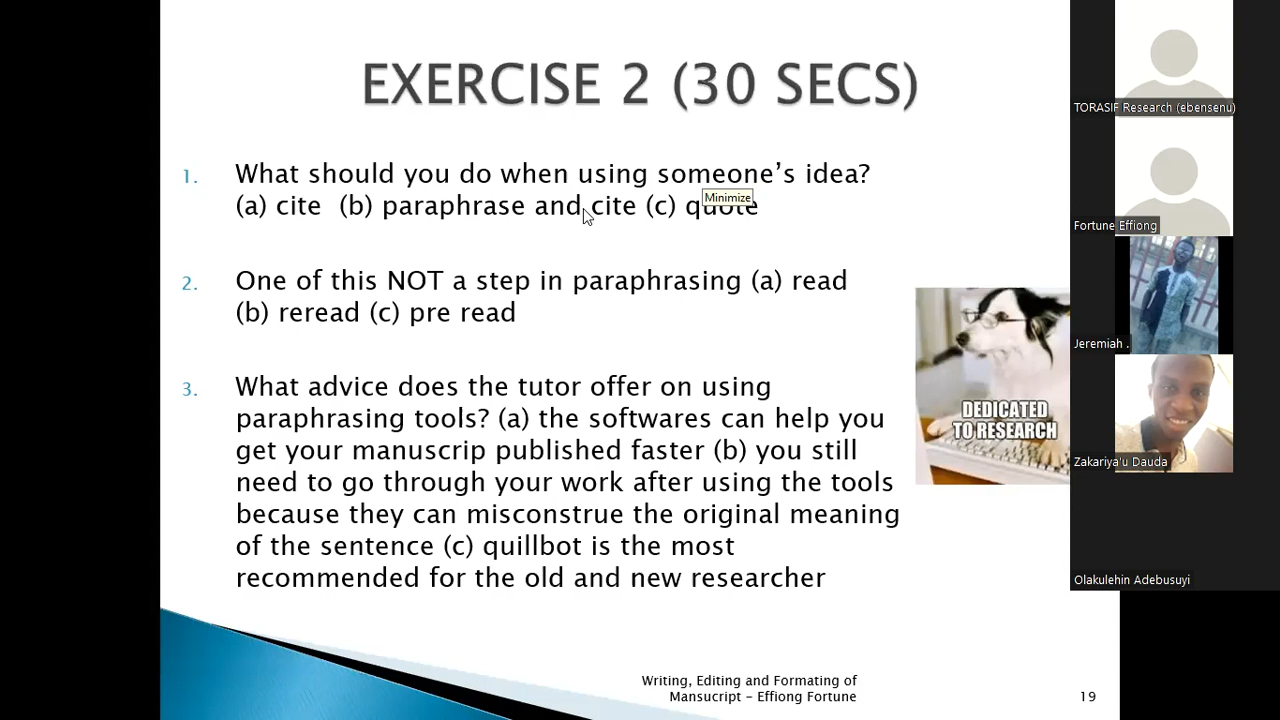 EXERCISE 2 (30 SECS)
1. What should you do when using someone's idea?
(a) cite (b) paraphrase and cite (c) quote
Minimize
2. One of this NOT a step in paraphrasing (a) read
(b) reread (c) pre read
3. What advice does the tutor offer on using
paraphrasing tools? (a) the softwares can help you
get your manuscrip published faster (b) you still
need to go through your work after using the tools
because they can misconstrue the original meaning
of the sentence (c) quillbot is the most
recommended for the old and new researcher
DEDICATED
TO RESEARCH
Writing, Editing and Formating of
Mansucript – Effiong Fortune
19
TORASIF Research (ebensenu)
Fortune Effiong
Jeremiah .
Zakariya'u Dauda
Olakulehin Adebusuyi